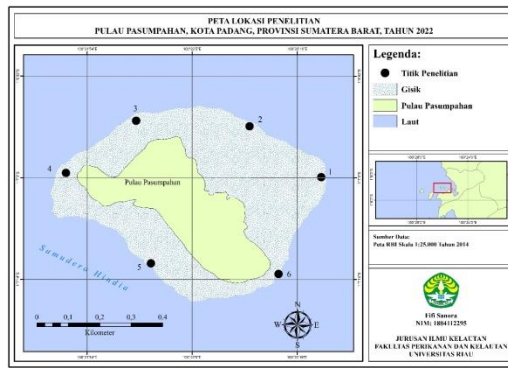 PETA LOKASI PENELITIAN
PULAU PASUMPAHAN, KOTA PADANG, PROVINSI SUMATERA BARAT, TAHUN 2022
3
2
4
1
Pulau Pasumpahan
5
6
Samudera Hindia
0 0,05 0,1 0,2 0,3 0,4
Kilometer
N
W E
S
Legenda:
Titik Penelitian
Gisik
Pulau Pasumpahan
Laut
Sumber Data:
Peta RBI Skala 1:25.000 Tahun 2014
Fifi Sanora
NIM: 1804112295
JURUSAN ILMU KELAUTAN
FAKULTAS PERIKANAN DAN KELAUTAN
UNIVERSITAS RIAU